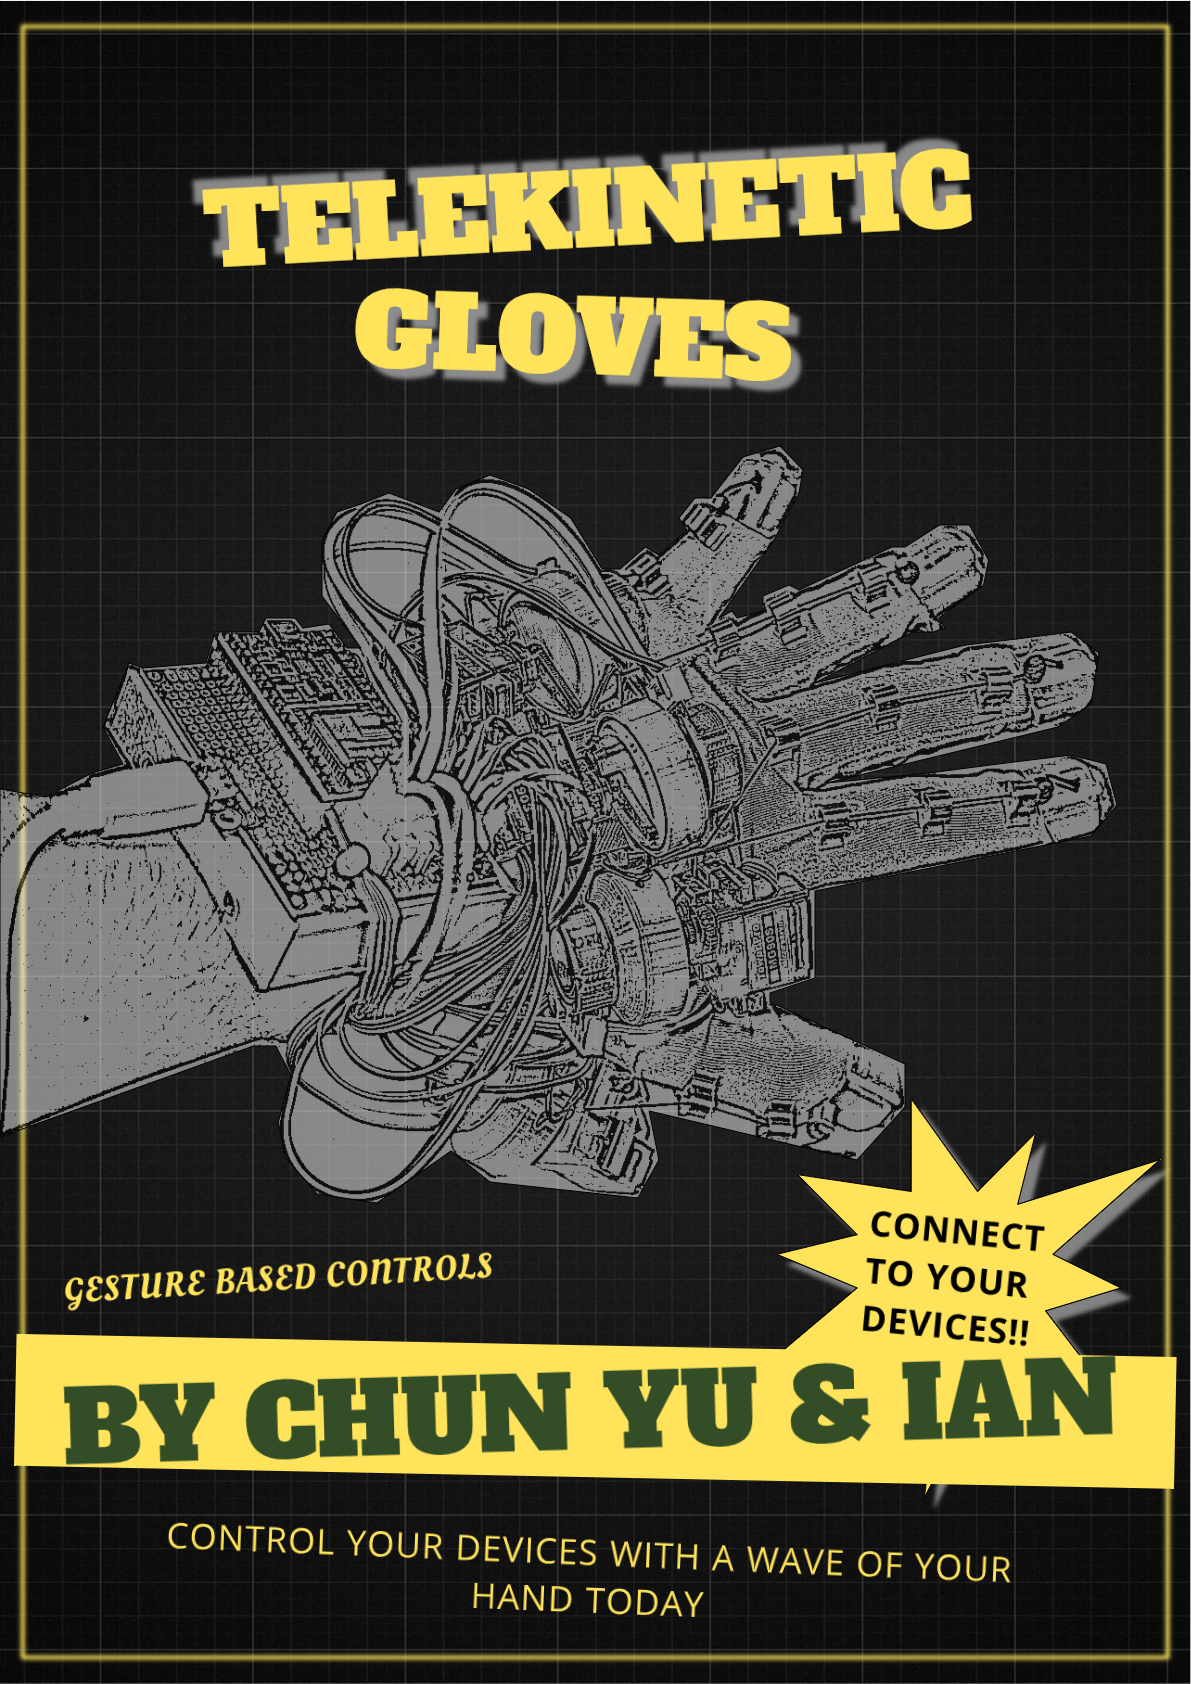 TELEKINETIC
GLOVES
GESTURE BASED CONTROLS
CONNECT
TO YOUR
DEVICES!!
BY CHUN YU & IAN
CONTROL YOUR DEVICES WITH A WAVE OF YOUR
HAND TODAY